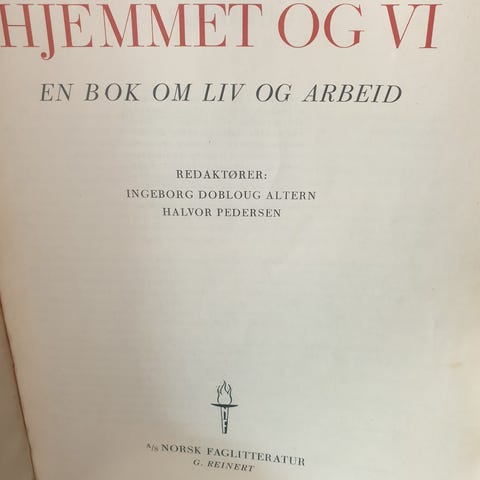 HJEMMET OG VI
EN BOK OM LIV OG ARBEID
REDAKTØRER:
INGEBORG DOBLOUG ALTERN
HALVOR PEDERSEN
A/S NORSK FAGLITTERATUR
G. REINERT